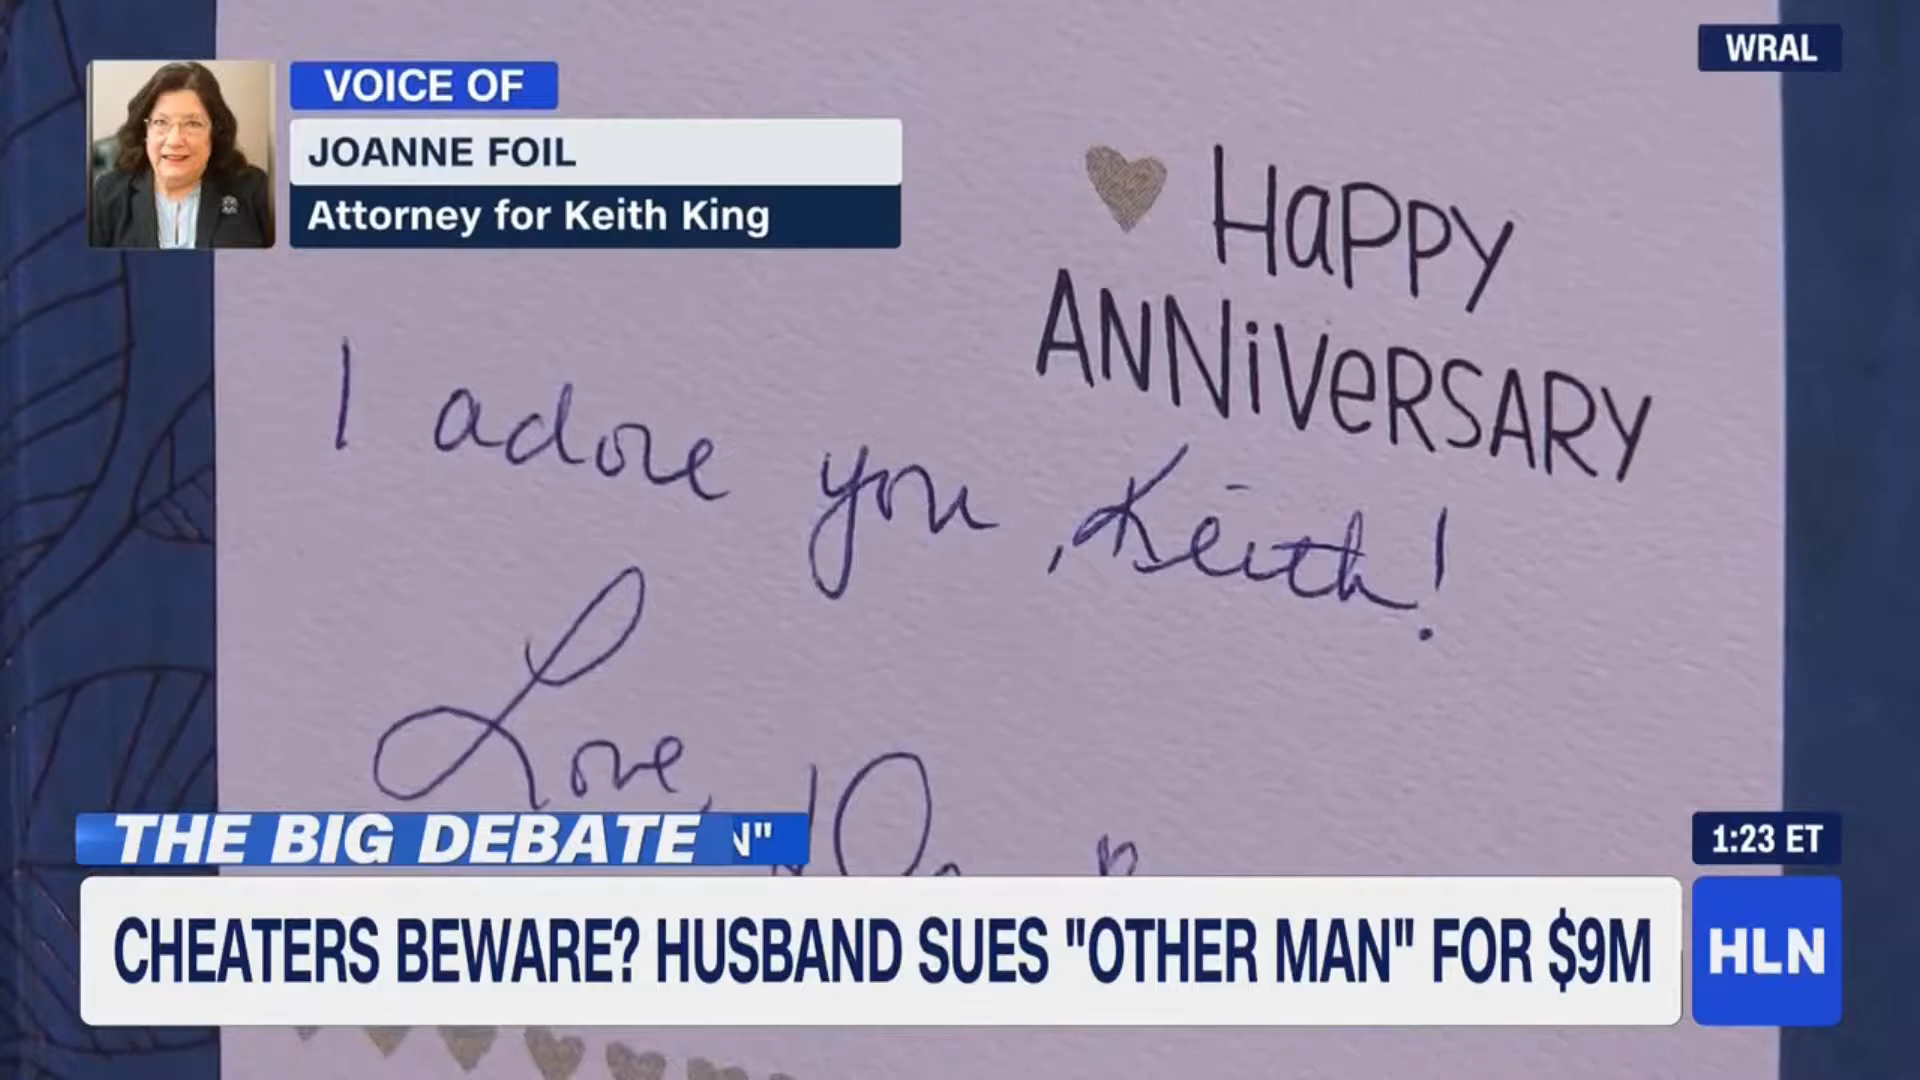 WRAL
VOICE OF
JOANNE FOIL
Attorney for Keith King
HaPPY
ANNiVeRSARY
I adore you, Keith!
Love,
THE BIG DEBATE N"
1:23 ET
CHEATERS BEWARE? HUSBAND SUES "OTHER MAN" FOR $9M
HLN